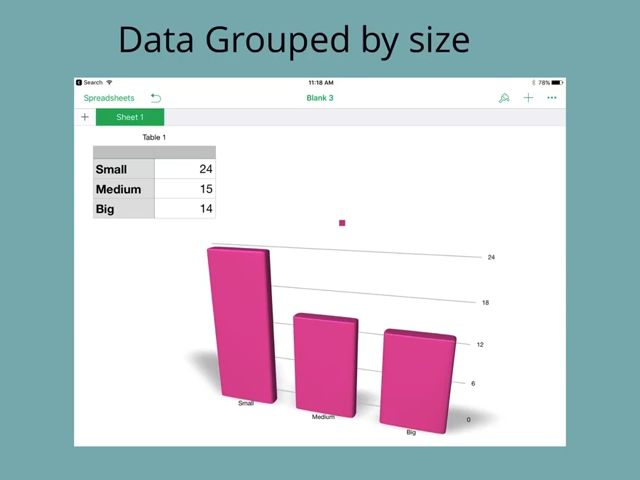 Data Grouped by size
Search
11:18 AM
78%
Spreadsheets
Blank 3
Sheet 1
Table 1
Small 24
Medium 15
Big 14
24
18
12
6
0
Small
Medium
Big